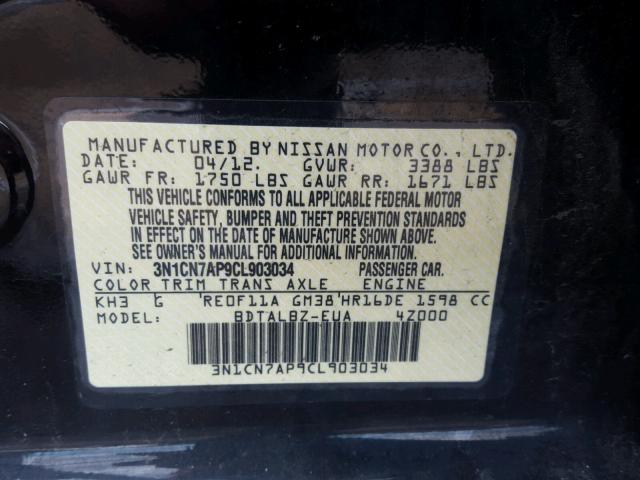 MANUFACTURED BY NISSAN MOTOR CO., LTD.
DATE: 04/12. GVWR: 3388 LBS
GAWR FR: 1750 LBS GAWR RR: 1671 LBS
THIS VEHICLE CONFORMS TO ALL APPLICABLE FEDERAL MOTOR
VEHICLE SAFETY, BUMPER AND THEFT PREVENTION STANDARDS
IN EFFECT ON THE DATE OF MANUFACTURE SHOWN ABOVE.
SEE OWNER'S MANUAL FOR ADDITIONAL INFORMATION.
VIN: 3N1CN7AP9CL903034 PASSENGER CAR.
COLOR TRIM TRANS AXLE ENGINE
KH3 G RE0F11A GM38 HR16DE 1598 CC
MODEL: BDTALBZ-EUA 4Z000
3N1CN7AP9CL903034